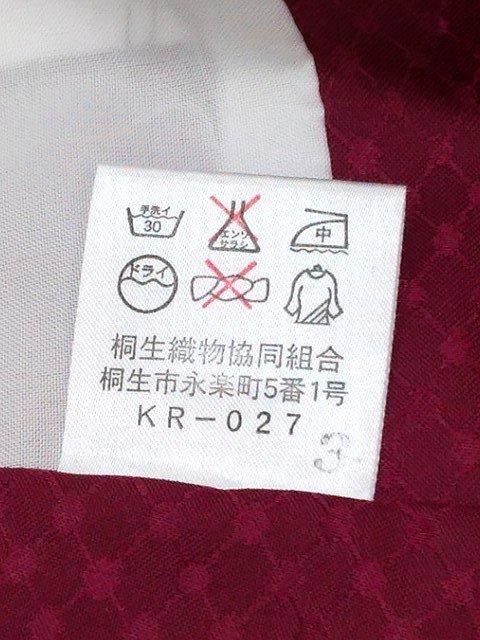 手洗イ
30
エンソ
サラシ
中
ドライ
桐生織物協同組合
桐生市永楽町5番1号
KR-027
3